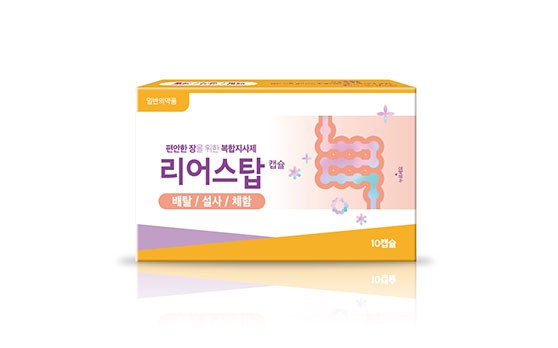 일반의약품
편안한 장을 위한 복합지사제
리어스탑 캡슐
배탈 / 설사 / 체함
10캡슐